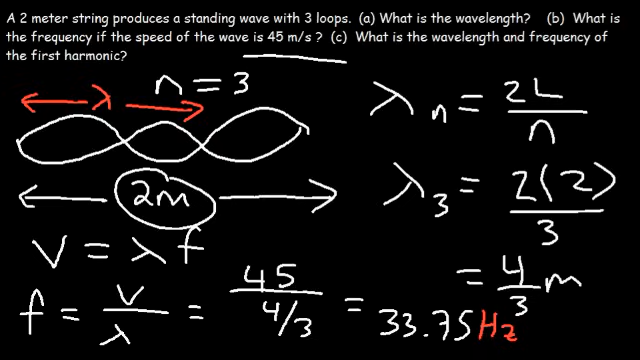 A 2 meter string produces a standing wave with 3 loops. (a) What is the wavelength? (b) What is
the frequency if the speed of the wave is 45 m/s ? (c) What is the wavelength and frequency of
the first harmonic?
n = 3
λ
2m
V = λ f
f = V/λ = 45/(4/3) = 33.75 Hz
λn = 2L/n
λ3 = 2(2)/3
= 4/3 m